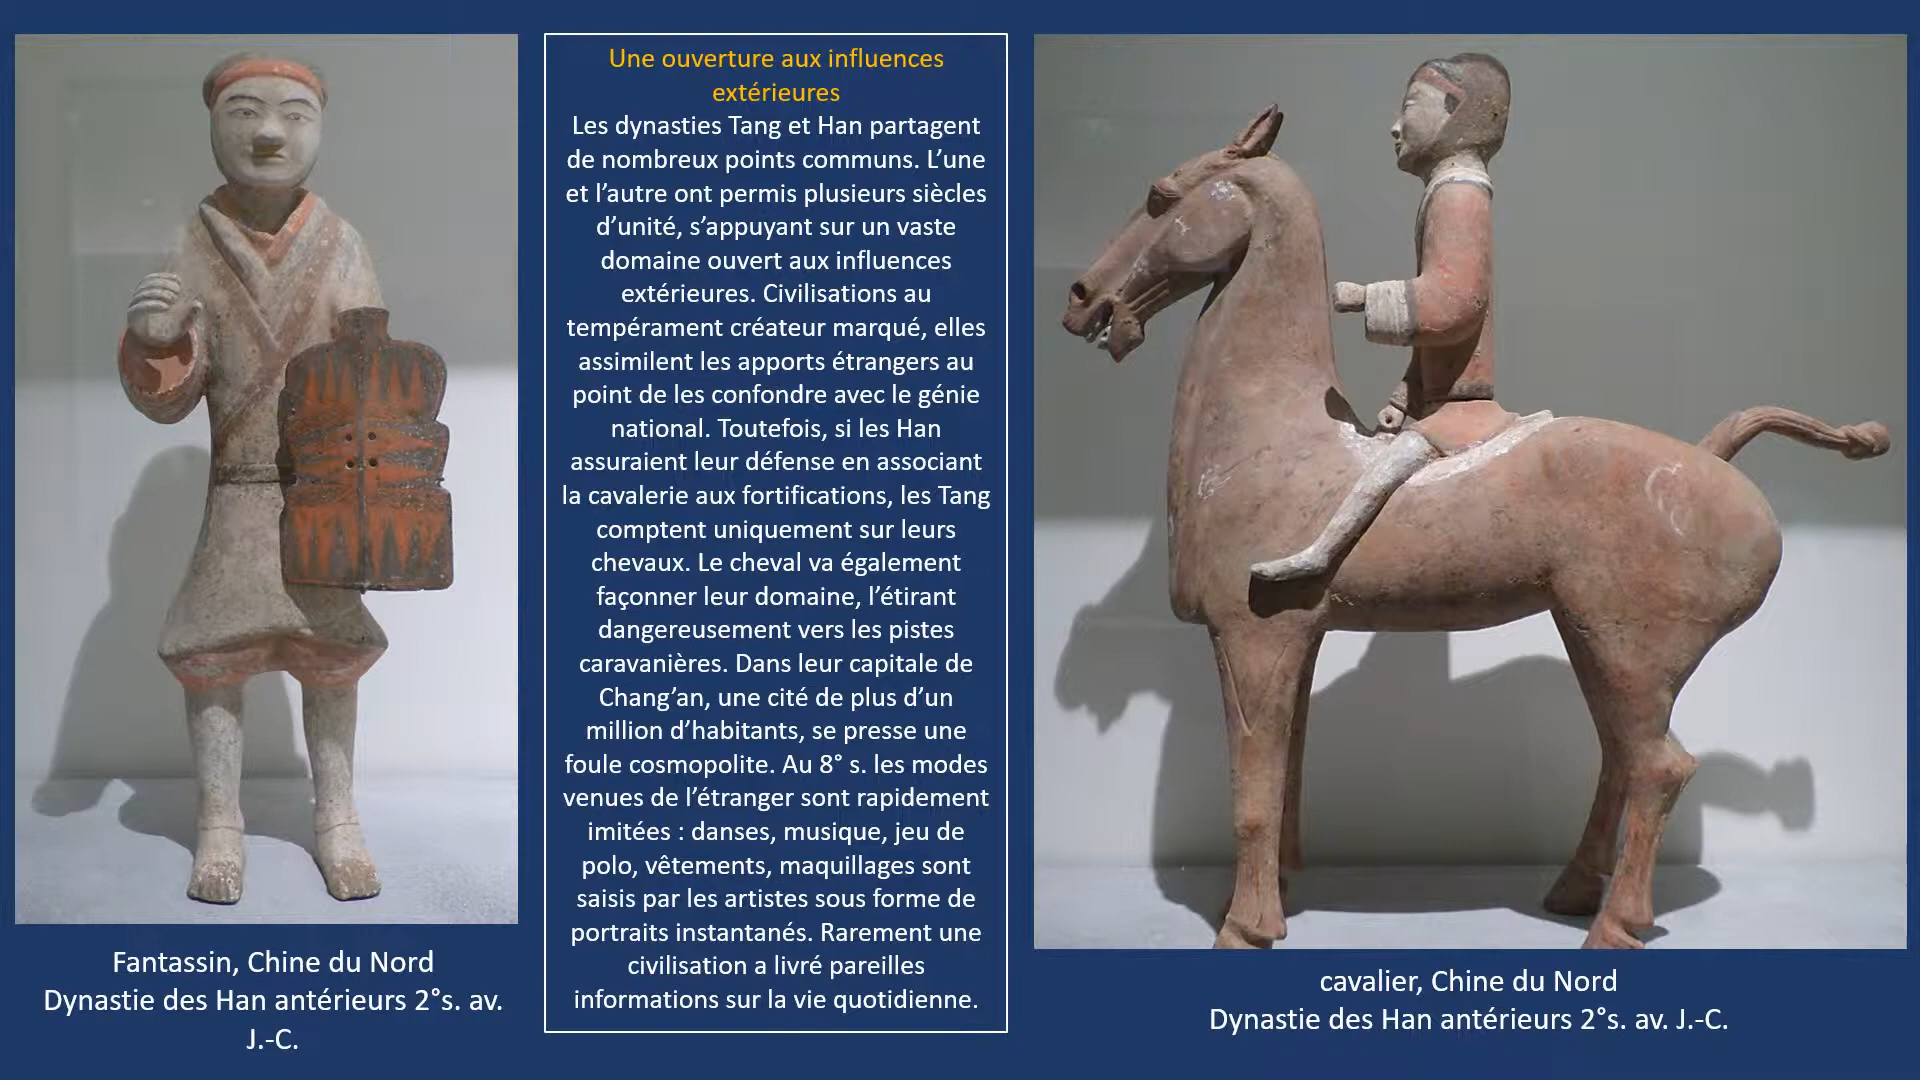 Une ouverture aux influences
extérieures
Les dynasties Tang et Han partagent
de nombreux points communs. L’une
et l’autre ont permis plusieurs siècles
d’unité, s’appuyant sur un vaste
domaine ouvert aux influences
extérieures. Civilisations au
tempérament créateur marqué, elles
assimilent les apports étrangers au
point de les confondre avec le génie
national. Toutefois, si les Han
assuraient leur défense en associant
la cavalerie aux fortifications, les Tang
comptent uniquement sur leurs
chevaux. Le cheval va également
façonner leur domaine, l’étirant
dangereusement vers les pistes
caravanières. Dans leur capitale de
Chang’an, une cité de plus d’un
million d’habitants, se presse une
foule cosmopolite. Au 8° s. les modes
venues de l’étranger sont rapidement
imitées : danses, musique, jeu de
polo, vêtements, maquillages sont
saisis par les artistes sous forme de
portraits instantanés. Rarement une
civilisation a livré pareilles
informations sur la vie quotidienne.
Fantassin, Chine du Nord
Dynastie des Han antérieurs 2°s. av.
J.-C.
cavalier, Chine du Nord
Dynastie des Han antérieurs 2°s. av. J.-C.